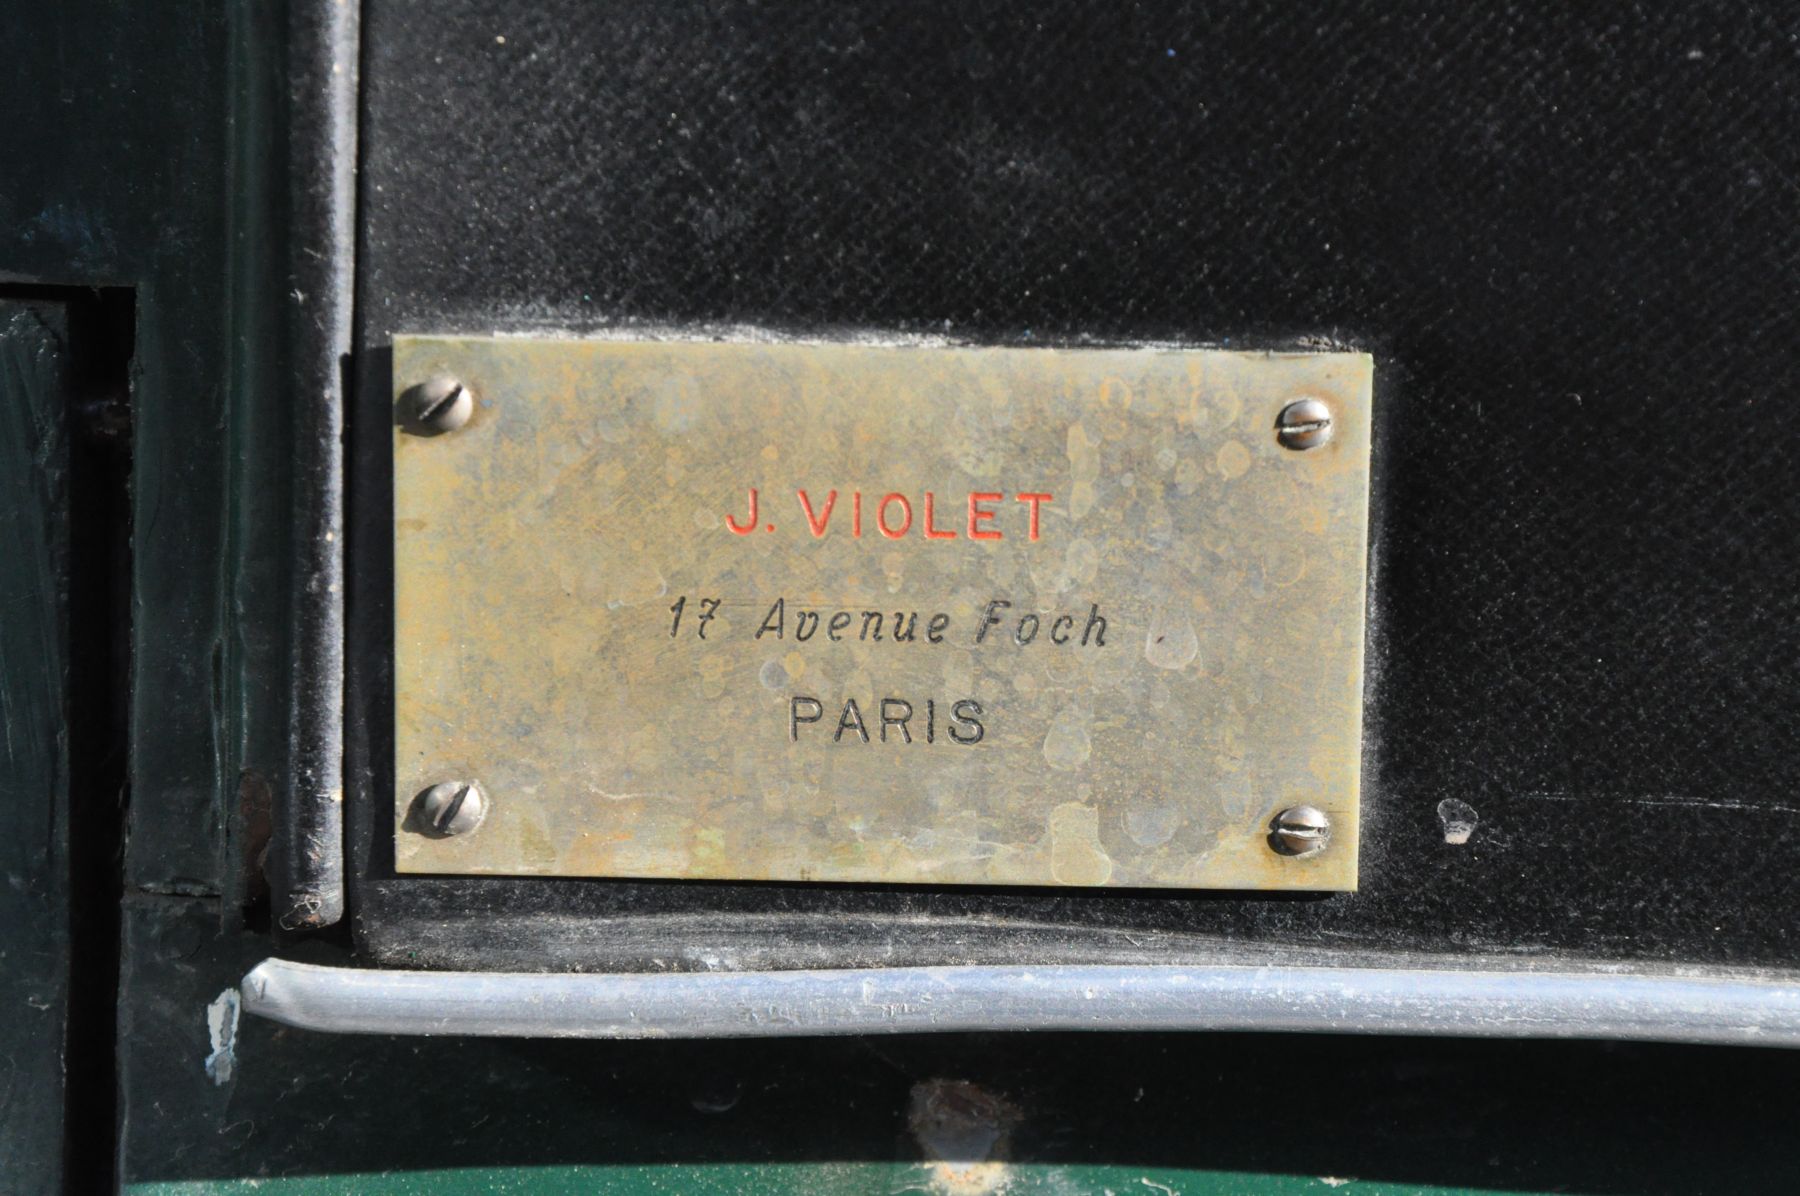 J. VIOLET
17 Avenue Foch
PARIS